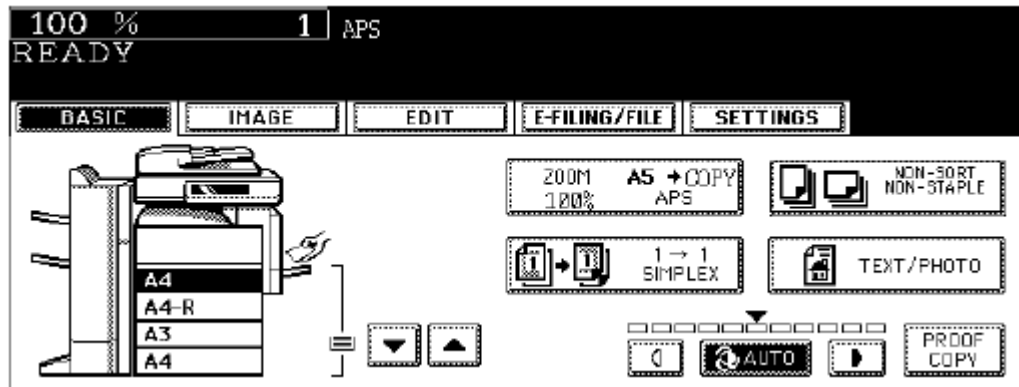 100 % 1 APS
READY
BASIC IMAGE EDIT E-FILING/FILE SETTINGS
ZOOM A5 → COPY
100% APS
NON-SORT
NON-STAPLE
1 → 1
SIMPLEX
TEXT/PHOTO
A4
A4-R
A3
A4
AUTO
PROOF
COPY